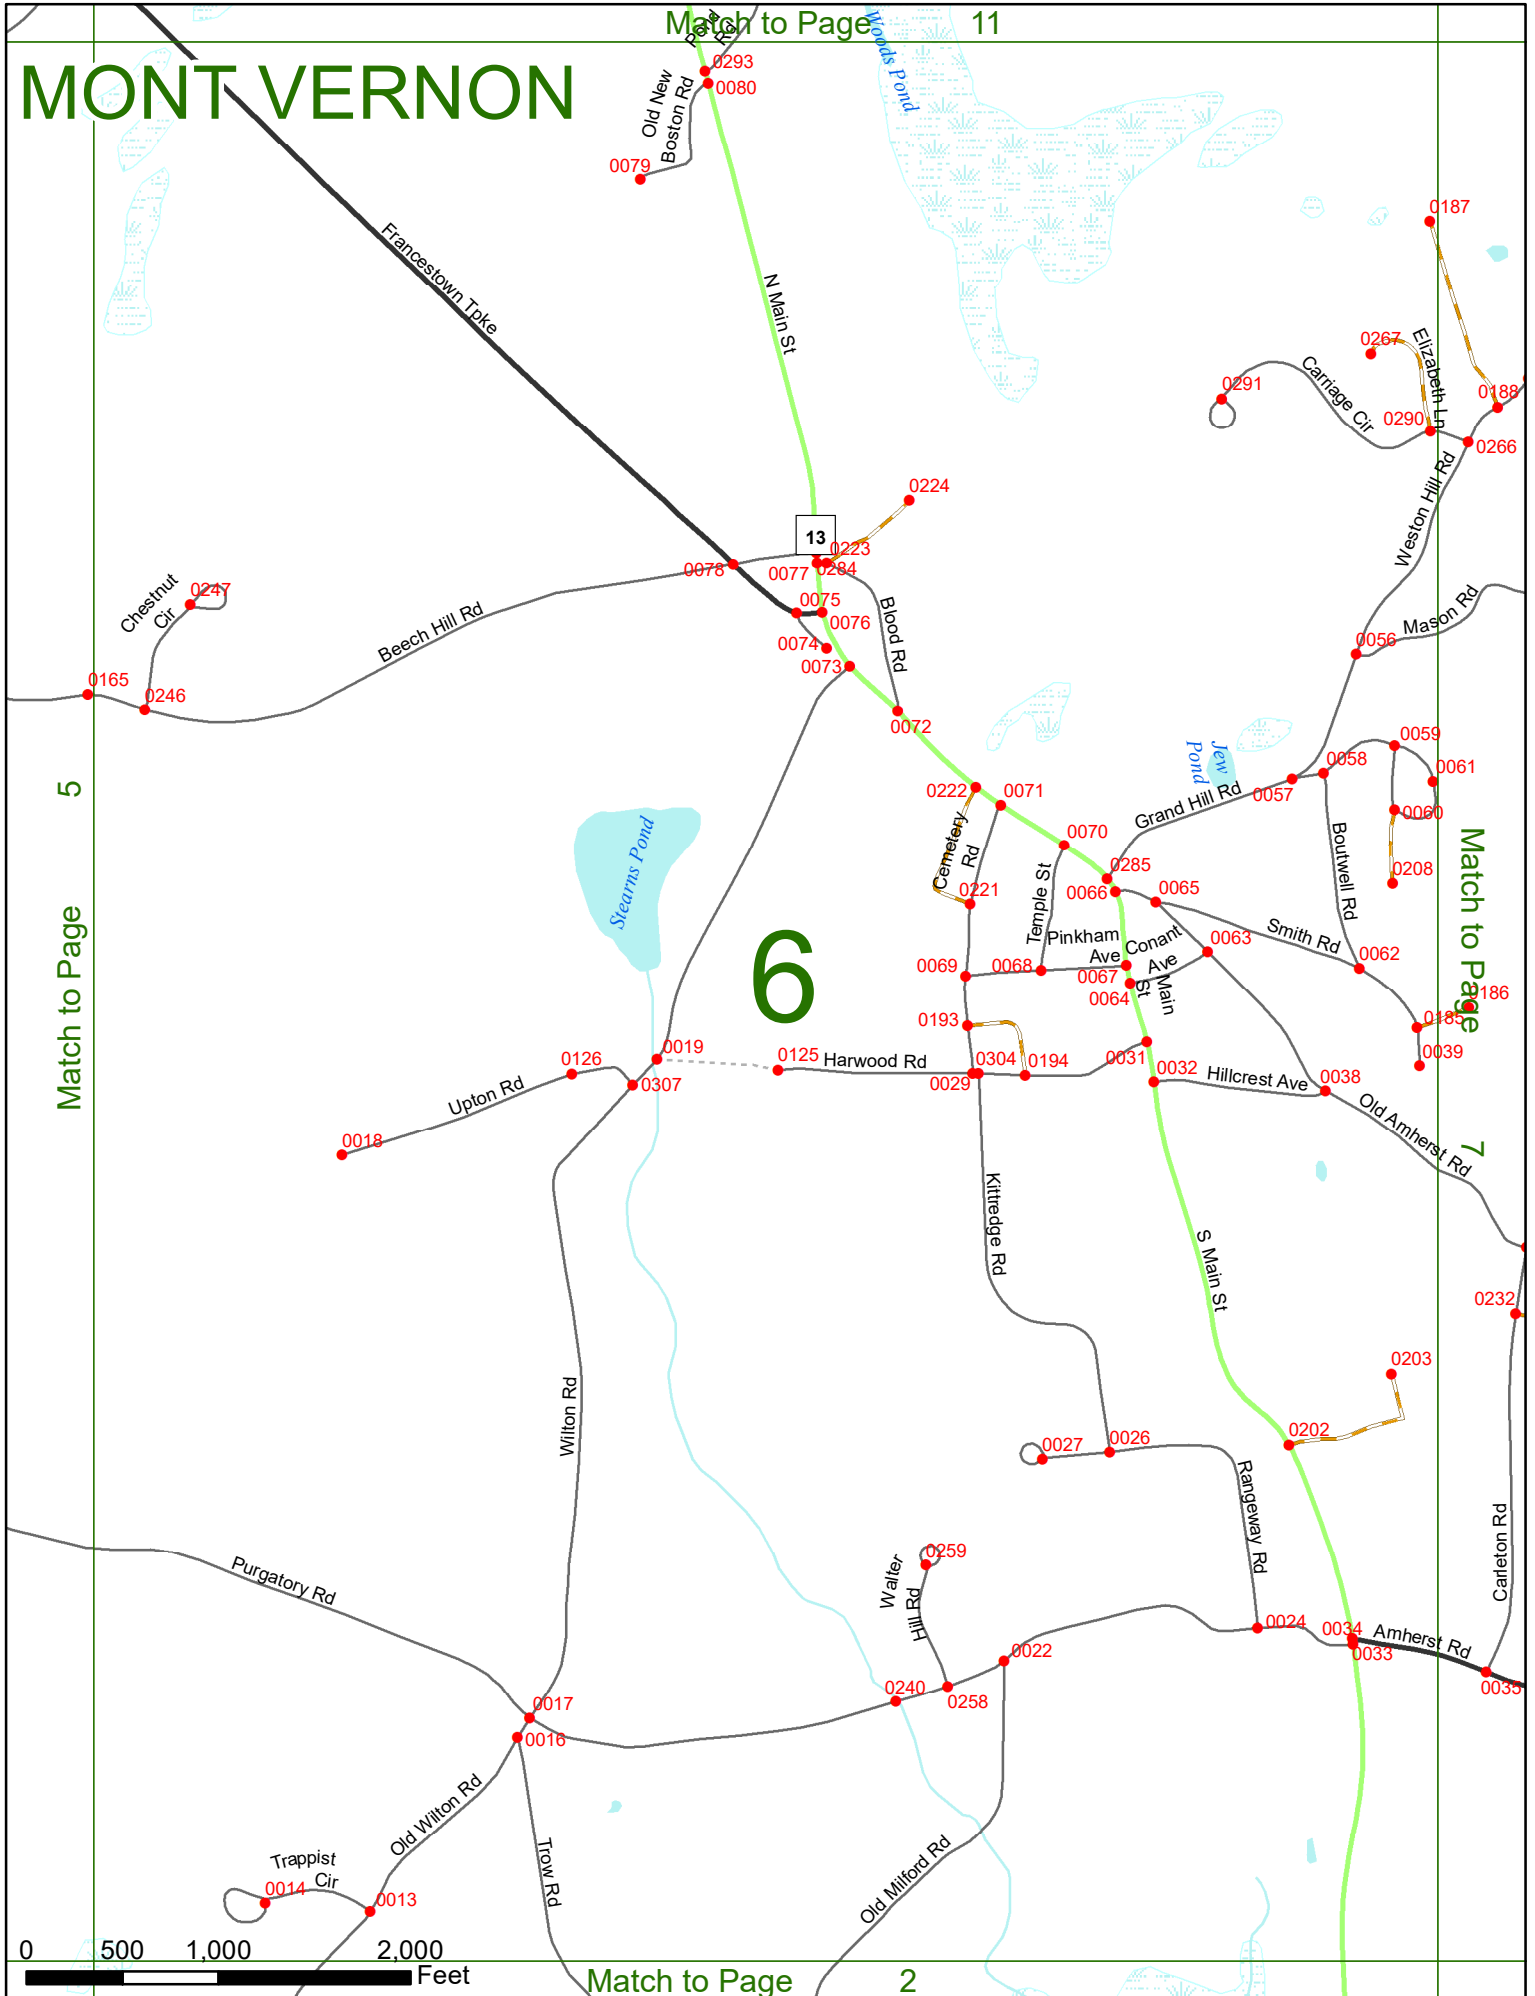 Match to Page 11
MONT VERNON
Pond
Rd
Woods Pond
0293
0080
Old New
Boston Rd
0079
0187
Francestown Tpke
N Main St
0267
Elizabeth Ln
Carriage Cir
0291
0188
0290
0266
Weston Hill Rd
0224
13
0223
0078
0077
0284
Chestnut
Cir
0247
Beech Hill Rd
0075
0076
Blood Rd
0074
0073
Mason Rd
0056
0165
0246
0072
Jew
Pond
0059
0058
0061
0057
0222
0071
Grand Hill Rd
0060
5
Stearns Pond
Cemetery
Rd
0070
Boutwell Rd
Match to Page
7
0285
0066
0065
0208
0221
Temple St
Pinkham
Ave
Conant
Ave
Smith Rd
0063
0062
6
0069
0068
0067
0064
Main
St
0186
0185
Match to Page
0193
0019
0125
Harwood Rd
0304
0194
0031
0039
0126
0307
0029
0032
Hillcrest Ave
0038
Upton Rd
Old Amherst Rd
0018
Kittredge Rd
S Main St
0232
0203
Wilton Rd
0202
0027
0026
Rangeway Rd
Carleton Rd
Purgatory Rd
Walter
Hill Rd
0259
0024
0034
Amherst Rd
0033
0022
0035
0240
0258
0017
0016
Old Wilton Rd
Trow Rd
Old Milford Rd
Trappist
Cir
0014
0013
0 500 1,000 2,000
Feet
Match to Page 2